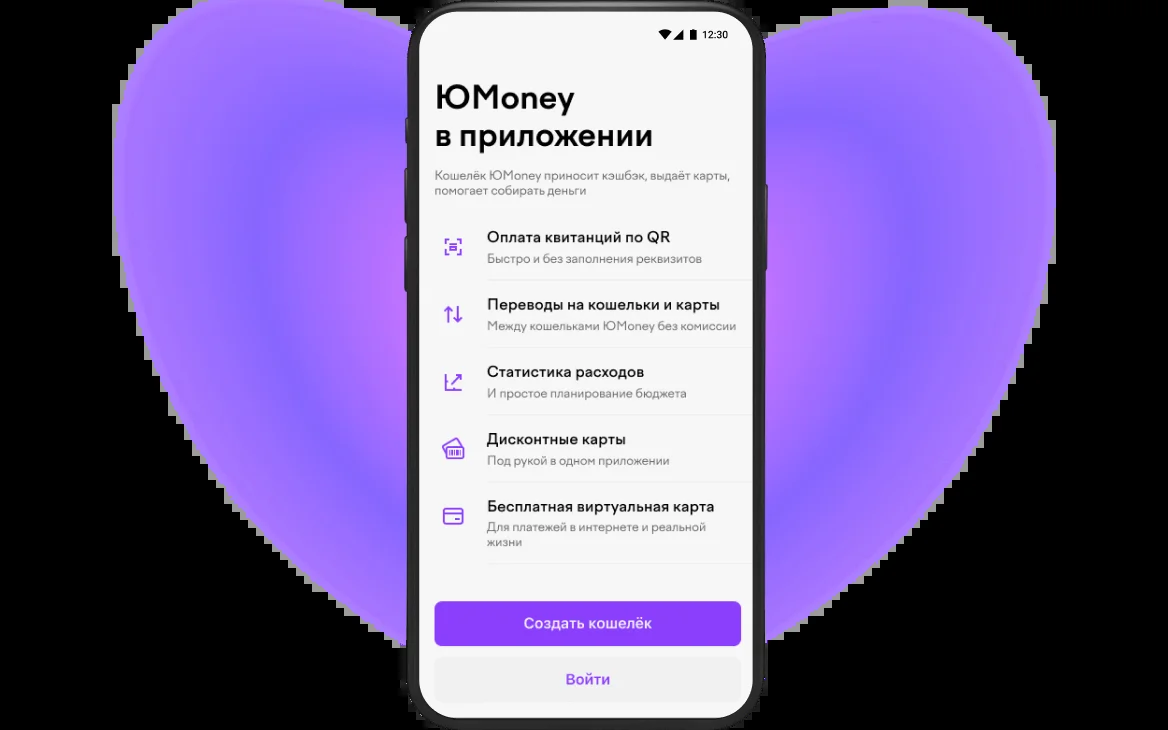 12:30
ЮMoney
в приложении
Кошелёк ЮMoney приносит кэшбэк, выдаёт карты,
помогает собирать деньги
Оплата квитанций по QR
Быстро и без заполнения реквизитов
Переводы на кошельки и карты
Между кошельками ЮMoney без комиссии
Статистика расходов
И простое планирование бюджета
Дисконтные карты
Под рукой в одном приложении
Бесплатная виртуальная карта
Для платежей в интернете и реальной
жизни
Создать кошелёк
Войти